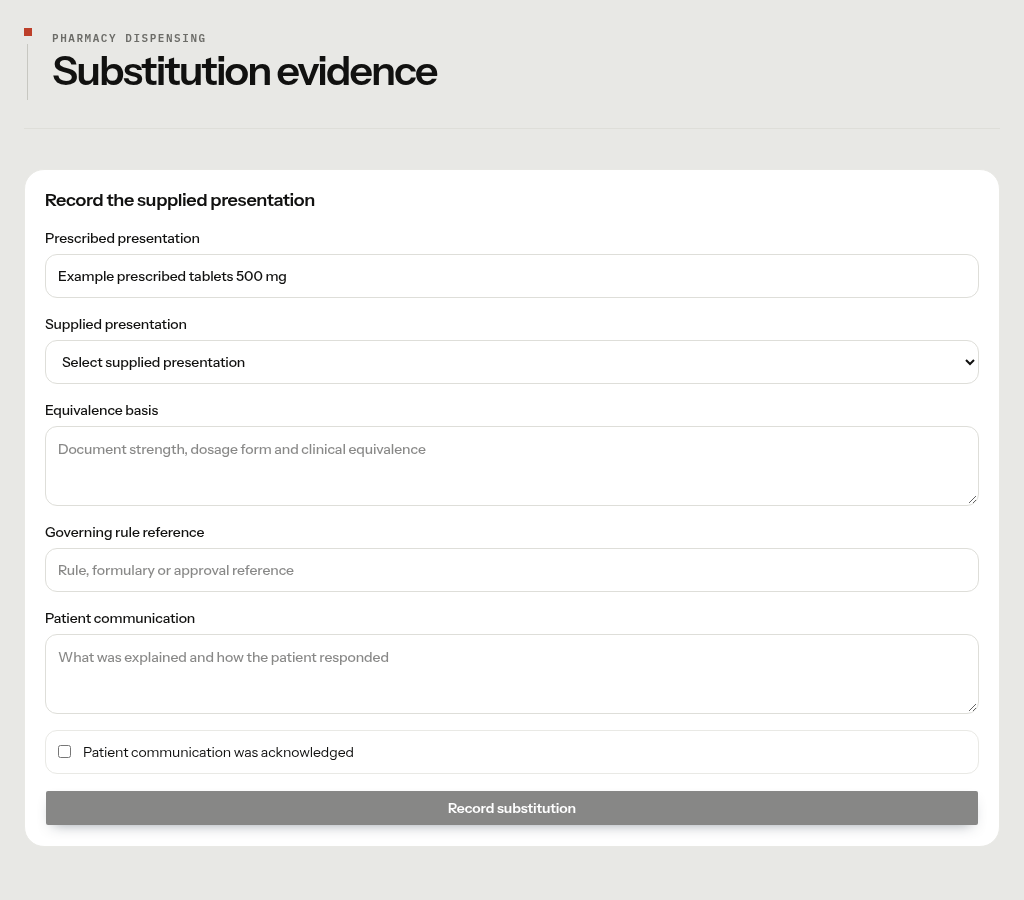 PHARMACY DISPENSING
Substitution evidence
Record the supplied presentation
Prescribed presentation
Example prescribed tablets 500 mg
Supplied presentation
Select supplied presentation
Equivalence basis
Document strength, dosage form and clinical equivalence
Governing rule reference
Rule, formulary or approval reference
Patient communication
What was explained and how the patient responded
Patient communication was acknowledged
Record substitution